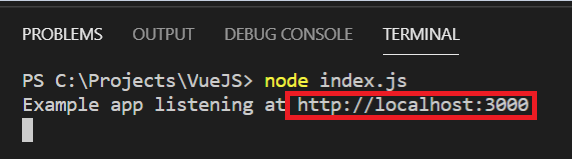 PROBLEMS OUTPUT DEBUG CONSOLE TERMINAL
PS C:\Projects\VueJS> node index.js
Example app listening at http://localhost:3000